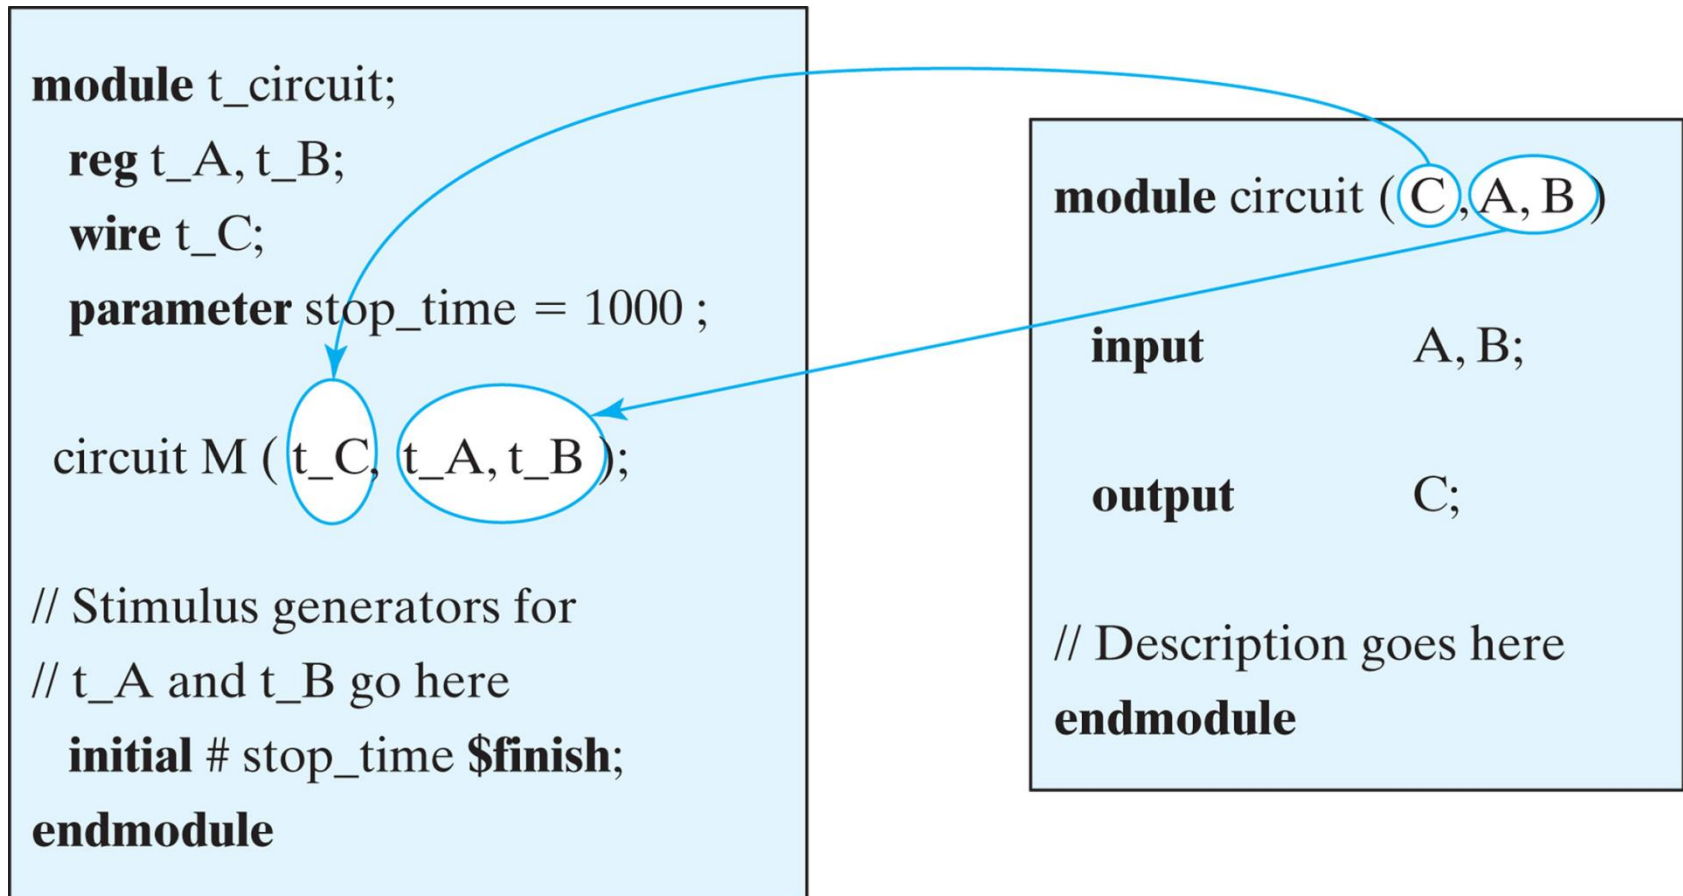 module t_circuit;
reg t_A, t_B;
wire t_C;
parameter stop_time = 1000 ;
circuit M ( t_C, t_A, t_B );
// Stimulus generators for
// t_A and t_B go here
initial # stop_time $finish;
endmodule
module circuit ( C, A, B )
input A, B;
output C;
// Description goes here
endmodule